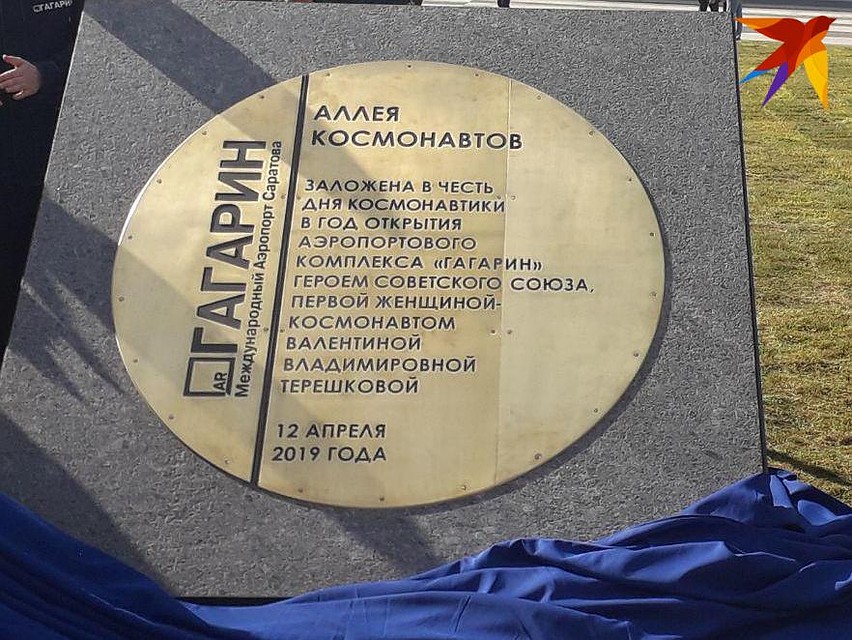 ГАГАРИН
АЛЛЕЯ
КОСМОНАВТОВ
ЗАЛОЖЕНА В ЧЕСТЬ
ДНЯ КОСМОНАВТИКИ
В ГОД ОТКРЫТИЯ
АЭРОПОРТОВОГО
КОМПЛЕКСА «ГАГАРИН»
ГЕРОЕМ СОВЕТСКОГО СОЮЗА,
ПЕРВОЙ ЖЕНЩИНОЙ-
КОСМОНАВТОМ
ВАЛЕНТИНОЙ
ВЛАДИМИРОВНОЙ
ТЕРЕШКОВОЙ
12 АПРЕЛЯ
2019 ГОДА
AR
ГАГАРИН
Международный Аэропорт Саратова